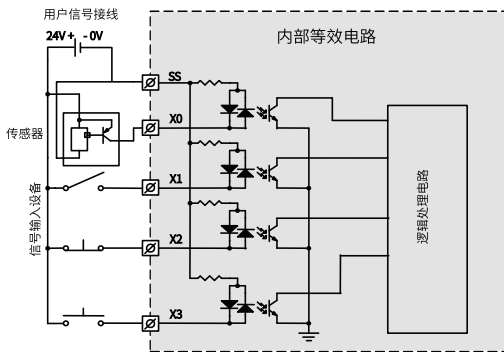 用户信号接线
24V + - 0V
内部等效电路
SS
X0
传感器
X1
信号输入设备
逻辑处理电路
X2
X3